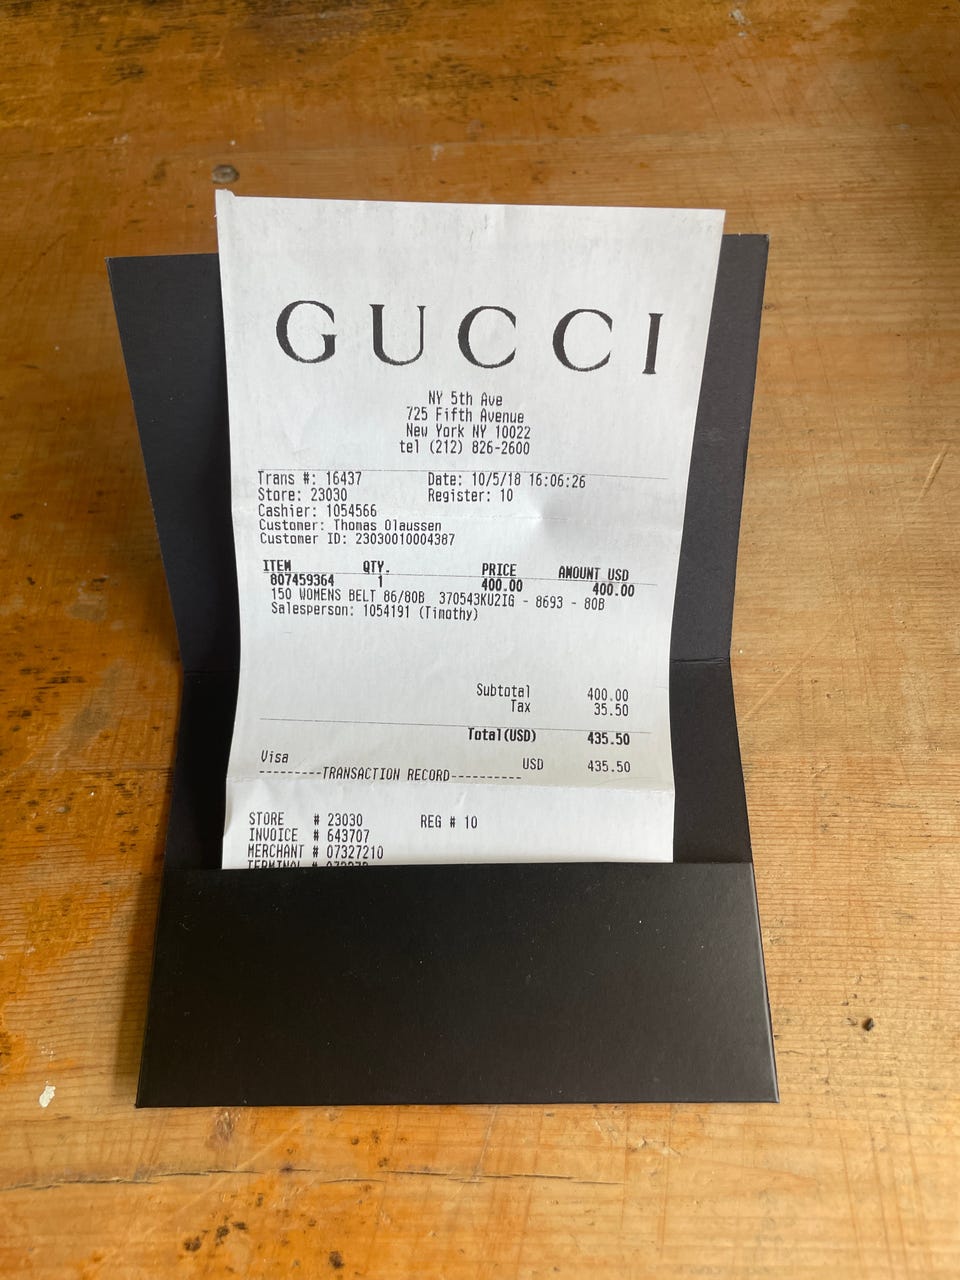 GUCCI
NY 5th Ave
725 Fifth Avenue
New York NY 10022
tel (212) 826-2600
Trans #: 16437 Date: 10/5/18 16:06:26
Store: 23030 Register: 10
Cashier: 1054566
Customer: Thomas Olaussen
Customer ID: 23030010004387
ITEM QTY. PRICE AMOUNT USD
807459364 1 400.00 400.00
150 WOMENS BELT 86/80B 370543KU2IG - 8693 - 80B
Salesperson: 1054191 (Timothy)
Subtotal 400.00
Tax 35.50
Total(USD) 435.50
Visa USD 435.50
---------TRANSACTION RECORD----------
STORE # 23030 REG # 10
INVOICE # 643707
MERCHANT # 07327210
TERMINAL #